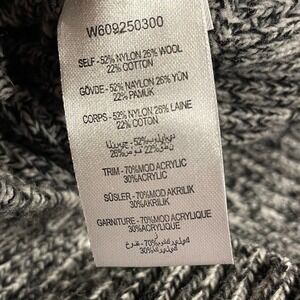 W609250300
SELF - 52% NYLON 26% WOOL
22% COTTON
GÖVDE - 52% NAYLON 26% YÜN
22% PAMUK
CORPS - 52% NYLON 26% LAINE
22% COTON
TRIM - 70%MOD ACRYLIC
30%ACRYLIC
SÜSLER - 70%MOD AKRILIK
30%AKRILIK
GARNITURE - 70%MOD ACRYLIQUE
30%ACRYLIQUE